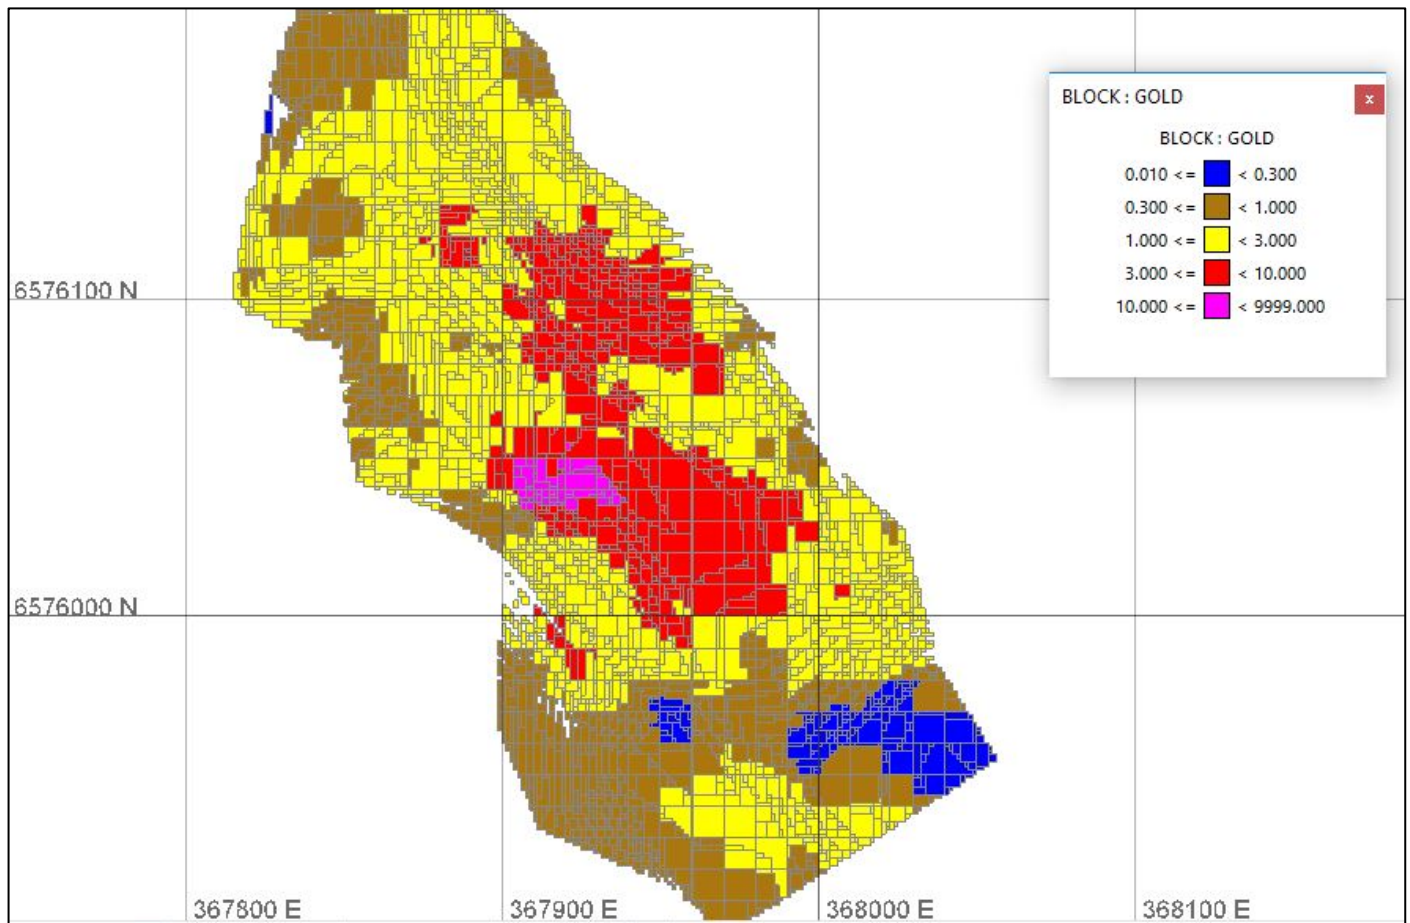 BLOCK : GOLD x
BLOCK : GOLD
0.010 <= < 0.300
0.300 <= < 1.000
1.000 <= < 3.000
3.000 <= < 10.000
10.000 <= < 9999.000
6576100 N
6576000 N
367800 E 367900 E 368000 E 368100 E